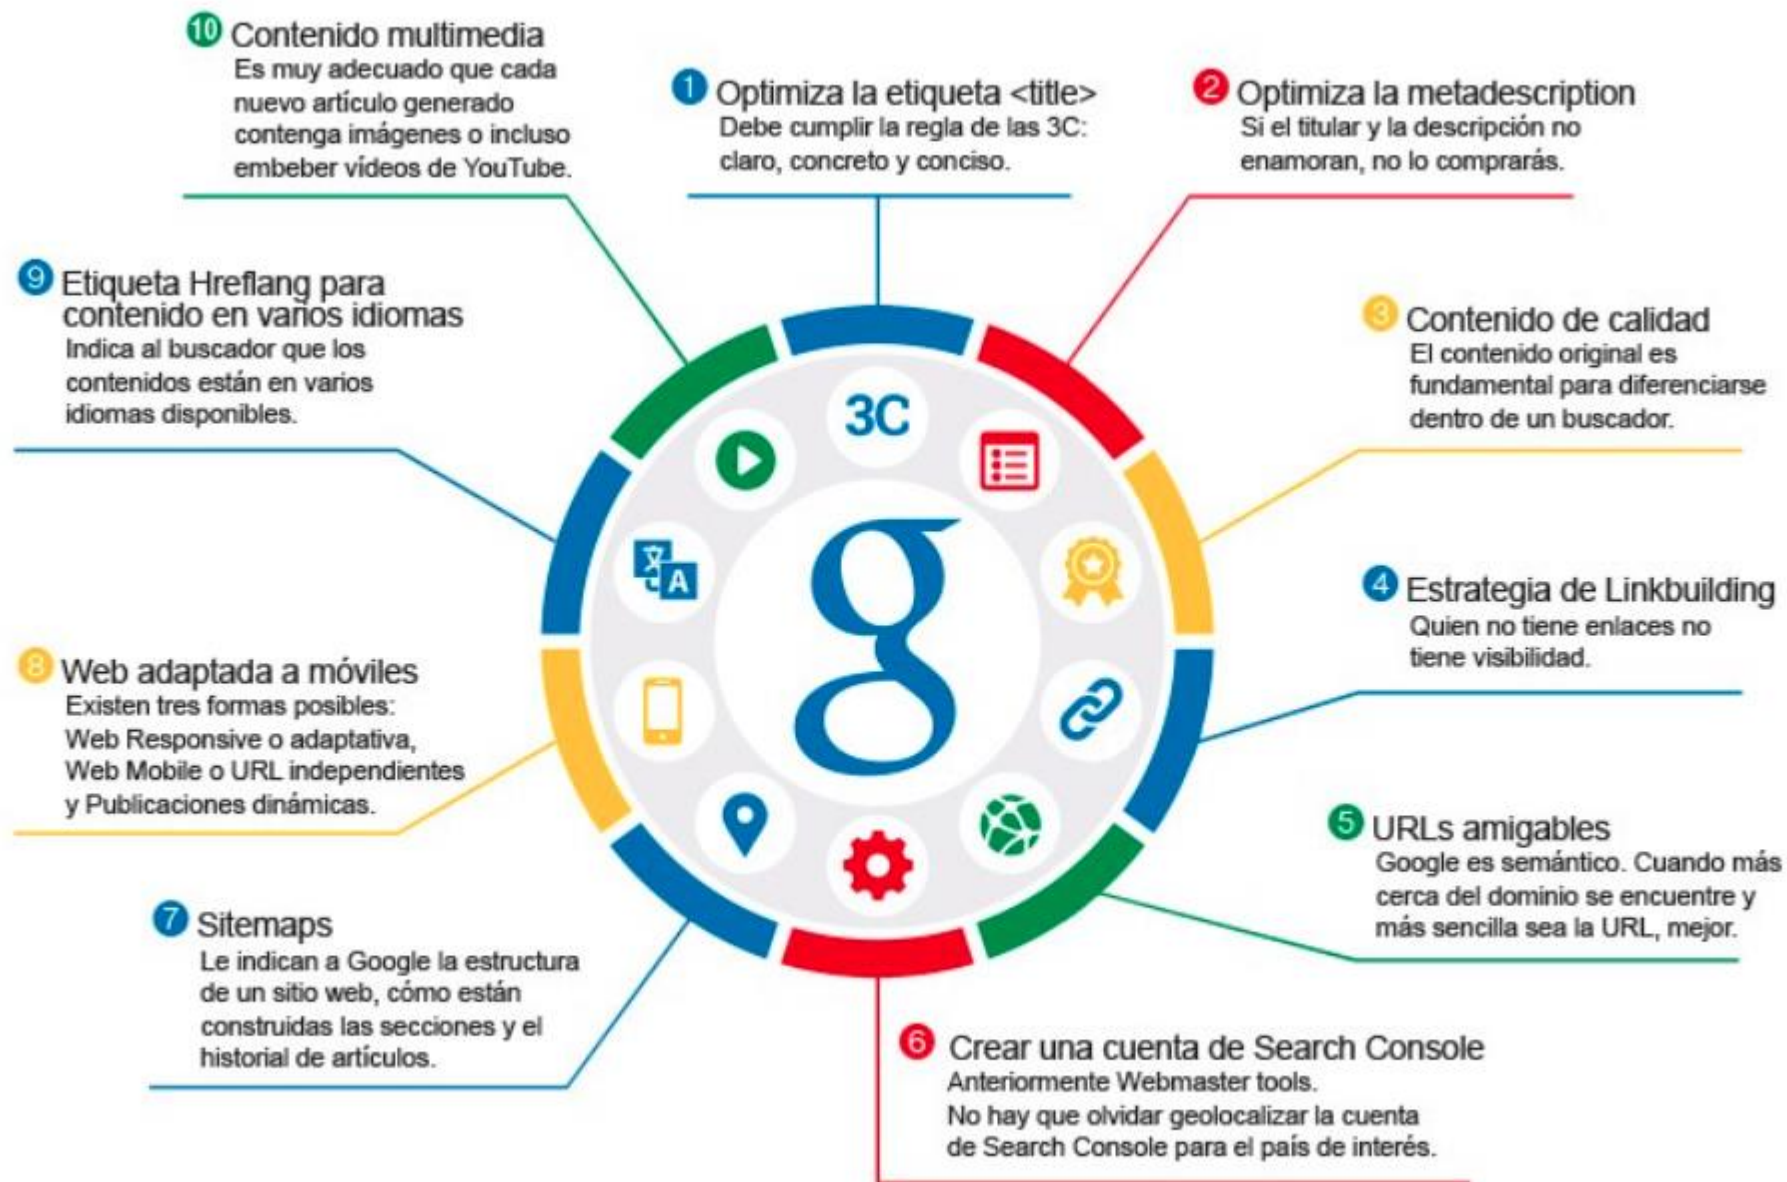 1 Optimiza la etiqueta <title>
Debe cumplir la regla de las 3C:
claro, concreto y conciso.
2 Optimiza la metadescription
Si el titular y la descripción no
enamoran, no lo comprarás.
3 Contenido de calidad
El contenido original es
fundamental para diferenciarse
dentro de un buscador.
4 Estrategia de Linkbuilding
Quien no tiene enlaces no
tiene visibilidad.
5 URLs amigables
Google es semántico. Cuando más
cerca del dominio se encuentre y
más sencilla sea la URL, mejor.
6 Crear una cuenta de Search Console
Anteriormente Webmaster tools.
No hay que olvidar geolocalizar la cuenta
de Search Console para el país de interés.
7 Sitemaps
Le indican a Google la estructura
de un sitio web, cómo están
construidas las secciones y el
historial de artículos.
8 Web adaptada a móviles
Existen tres formas posibles:
Web Responsive o adaptativa,
Web Mobile o URL independientes
y Publicaciones dinámicas.
9 Etiqueta Hreflang para
contenido en varios idiomas
Indica al buscador que los
contenidos están en varios
idiomas disponibles.
10 Contenido multimedia
Es muy adecuado que cada
nuevo artículo generado
contenga imágenes o incluso
embeber vídeos de YouTube.
3C
文A
g